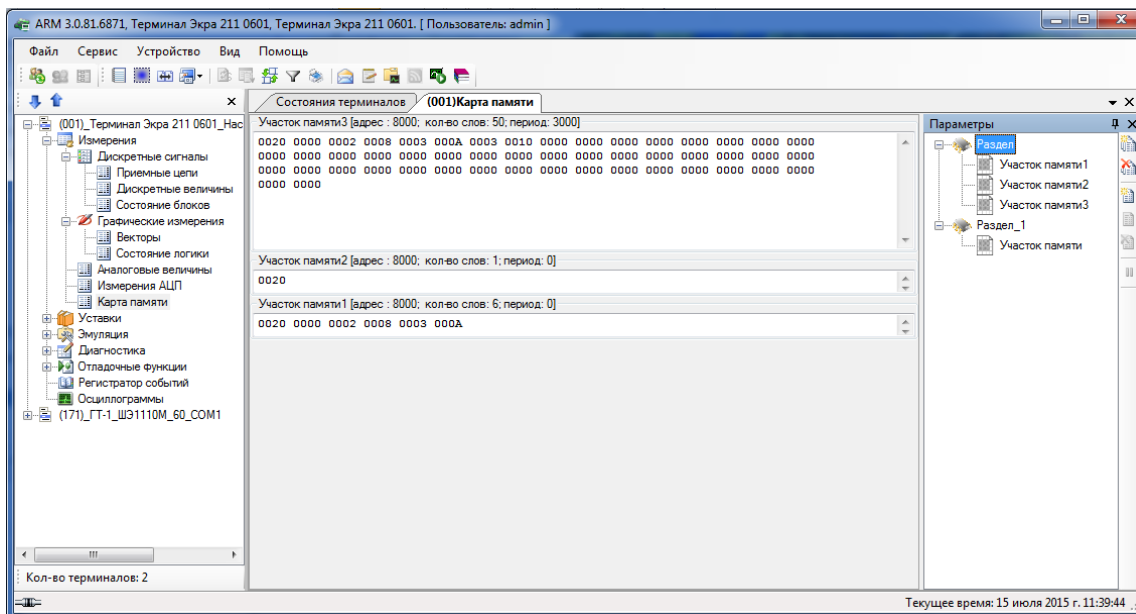 ARM 3.0.81.6871, Терминал Экра 211 0601, Терминал Экра 211 0601. [ Пользователь: admin ]
Файл Сервис Устройство Вид Помощь
(001)_Терминал Экра 211 0601_Нас
Измерения
Дискретные сигналы
Приемные цепи
Дискретные величины
Состояние блоков
Графические измерения
Векторы
Состояние логики
Аналоговые величины
Измерения АЦП
Карта памяти
Уставки
Эмуляция
Диагностика
Отладочные функции
Регистратор событий
Осциллограммы
(171)_ГТ-1_ШЭ1110М_60_COM1
Кол-во терминалов: 2
Состояния терминалов (001)Карта памяти
Участок памяти3 [адрес : 8000; кол-во слов: 50; период: 3000]
0020 0000 0002 0008 0003 000A 0003 0010 0000 0000 0000 0000 0000 0000 0000 0000
0000 0000 0000 0000 0000 0000 0000 0000 0000 0000 0000 0000 0000 0000 0000 0000
0000 0000 0000 0000 0000 0000 0000 0000 0000 0000 0000 0000 0000 0000 0000 0000
0000 0000
Участок памяти2 [адрес : 8000; кол-во слов: 1; период: 0]
0020
Участок памяти1 [адрес : 8000; кол-во слов: 6; период: 0]
0020 0000 0002 0008 0003 000A
Параметры
Раздел
Участок памяти1
Участок памяти2
Участок памяти3
Раздел_1
Участок памяти
Текущее время: 15 июля 2015 г. 11:39:44